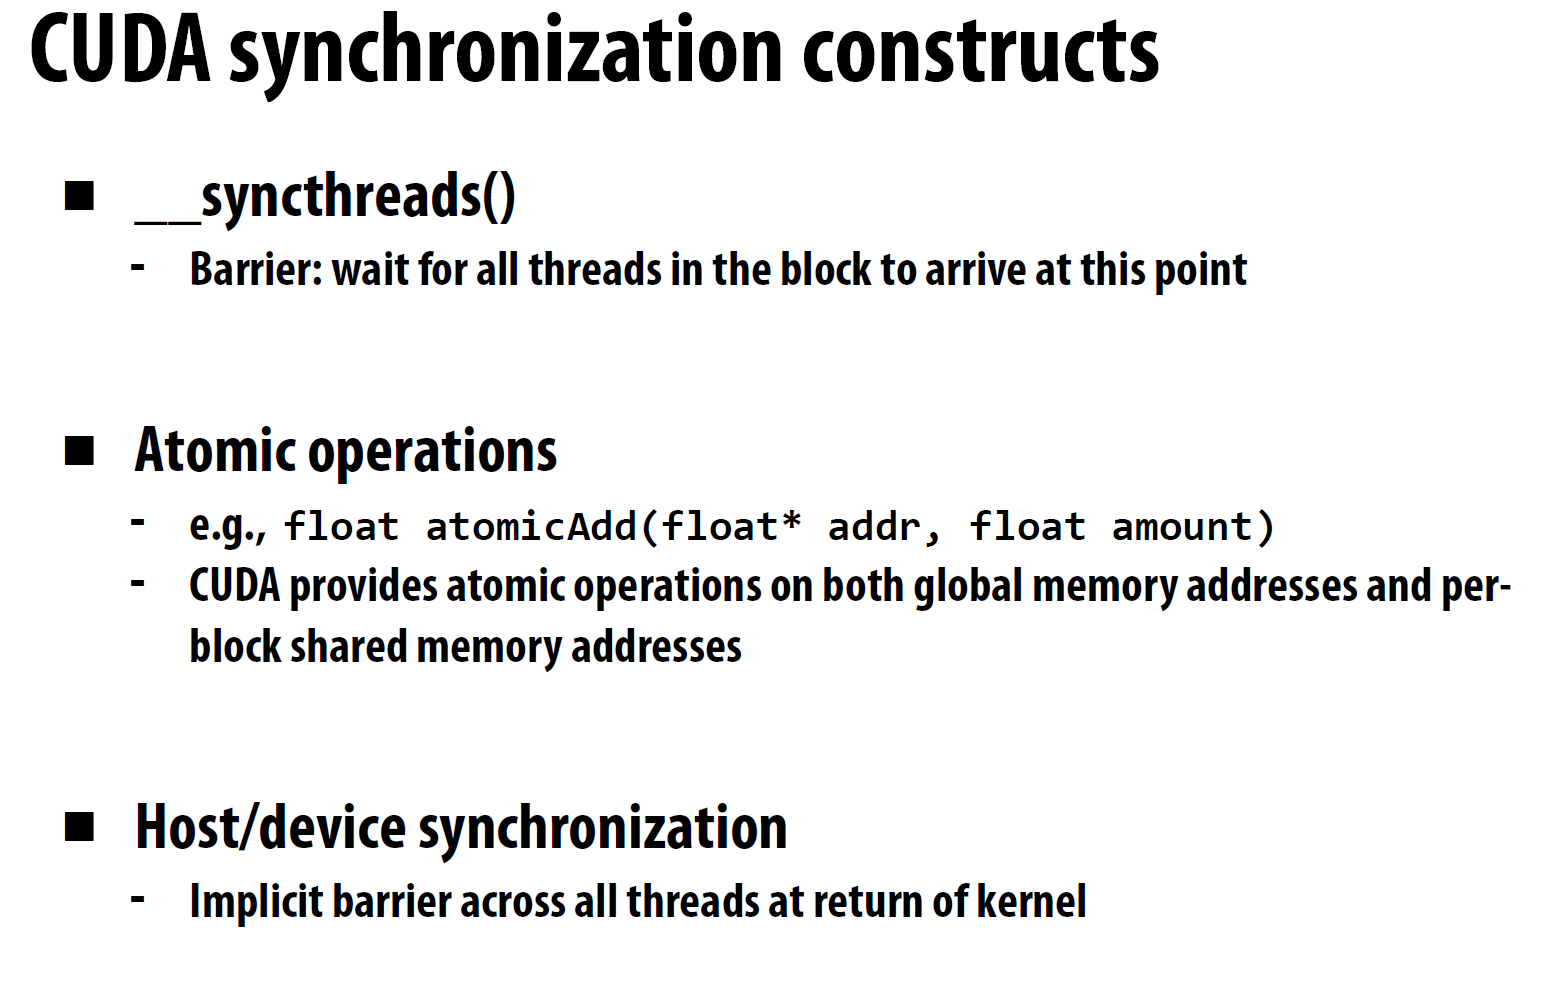 CUDA synchronization constructs
■ __syncthreads()
- Barrier: wait for all threads in the block to arrive at this point
■ Atomic operations
- e.g., float atomicAdd(float* addr, float amount)
- CUDA provides atomic operations on both global memory addresses and per-
block shared memory addresses
■ Host/device synchronization
- Implicit barrier across all threads at return of kernel